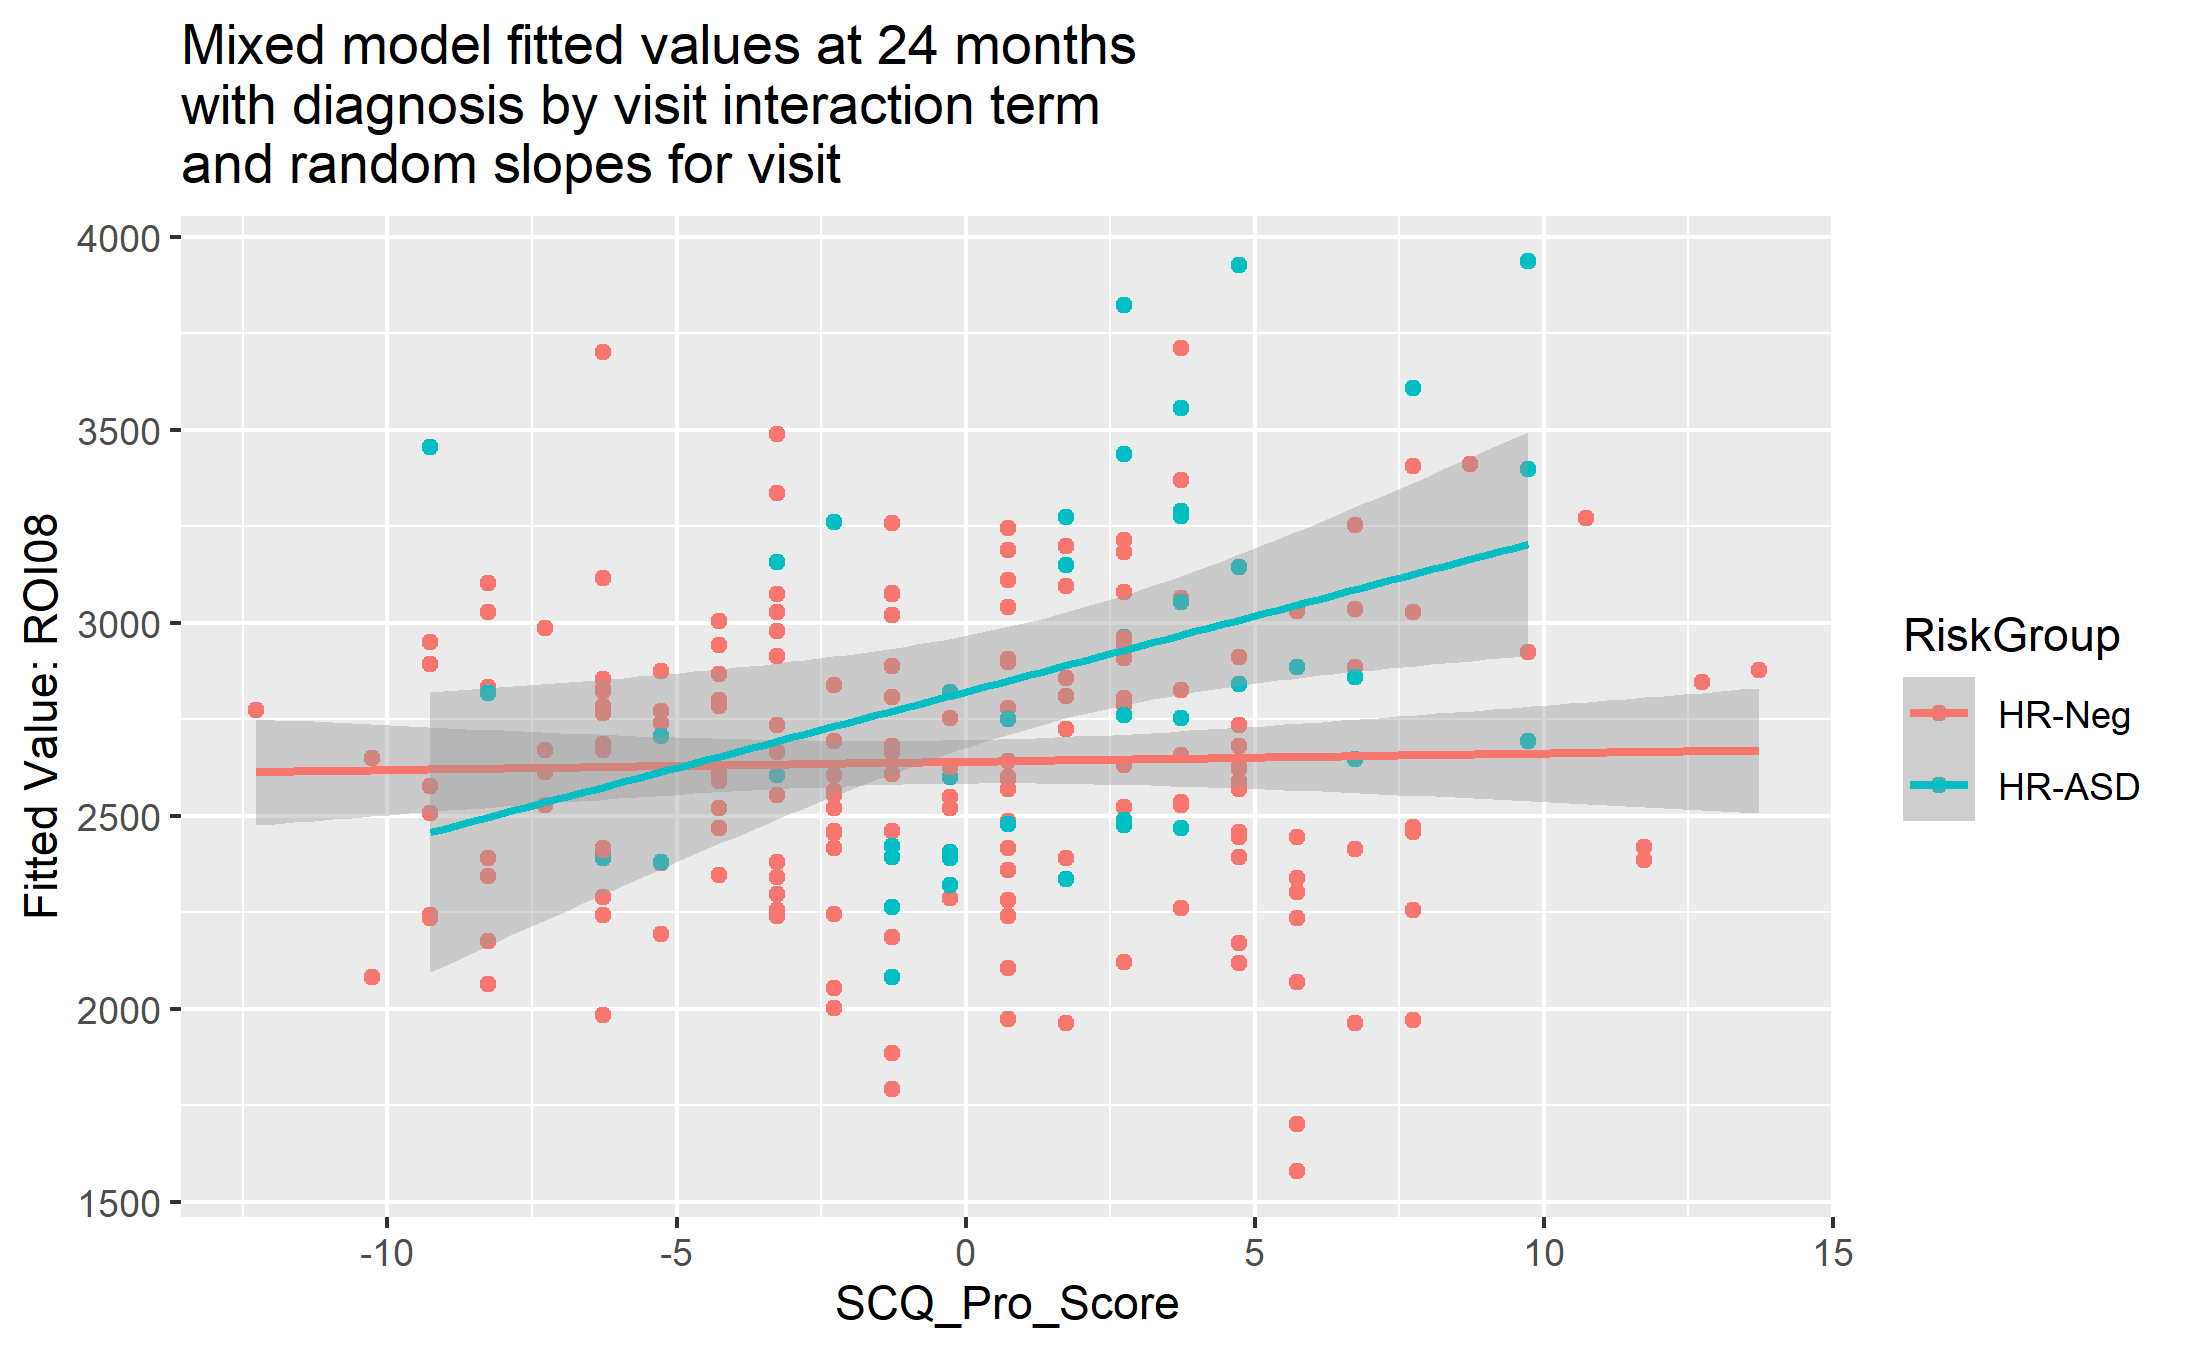 Mixed model fitted values at 24 months
with diagnosis by visit interaction term
and random slopes for visit
Fitted Value: ROI08
4000
3500
3000
2500
2000
1500
-10
-5
0
5
10
15
SCQ_Pro_Score
RiskGroup
HR-Neg
HR-ASD